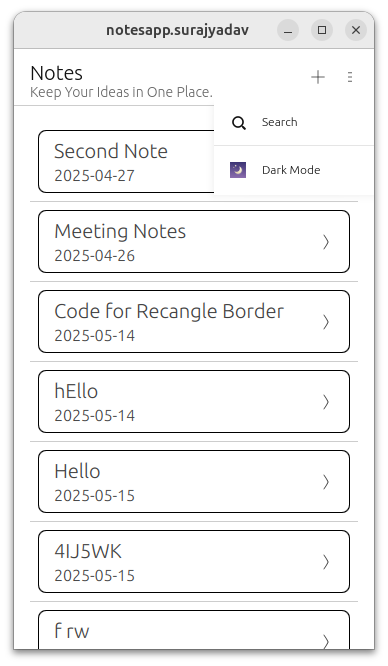 notesapp.surajyadav
Notes
Keep Your Ideas in One Place.
Search
Dark Mode
Second Note
2025-04-27
Meeting Notes
2025-04-26
Code for Recangle Border
2025-05-14
hEllo
2025-05-14
Hello
2025-05-15
4IJ5WK
2025-05-15
f rw